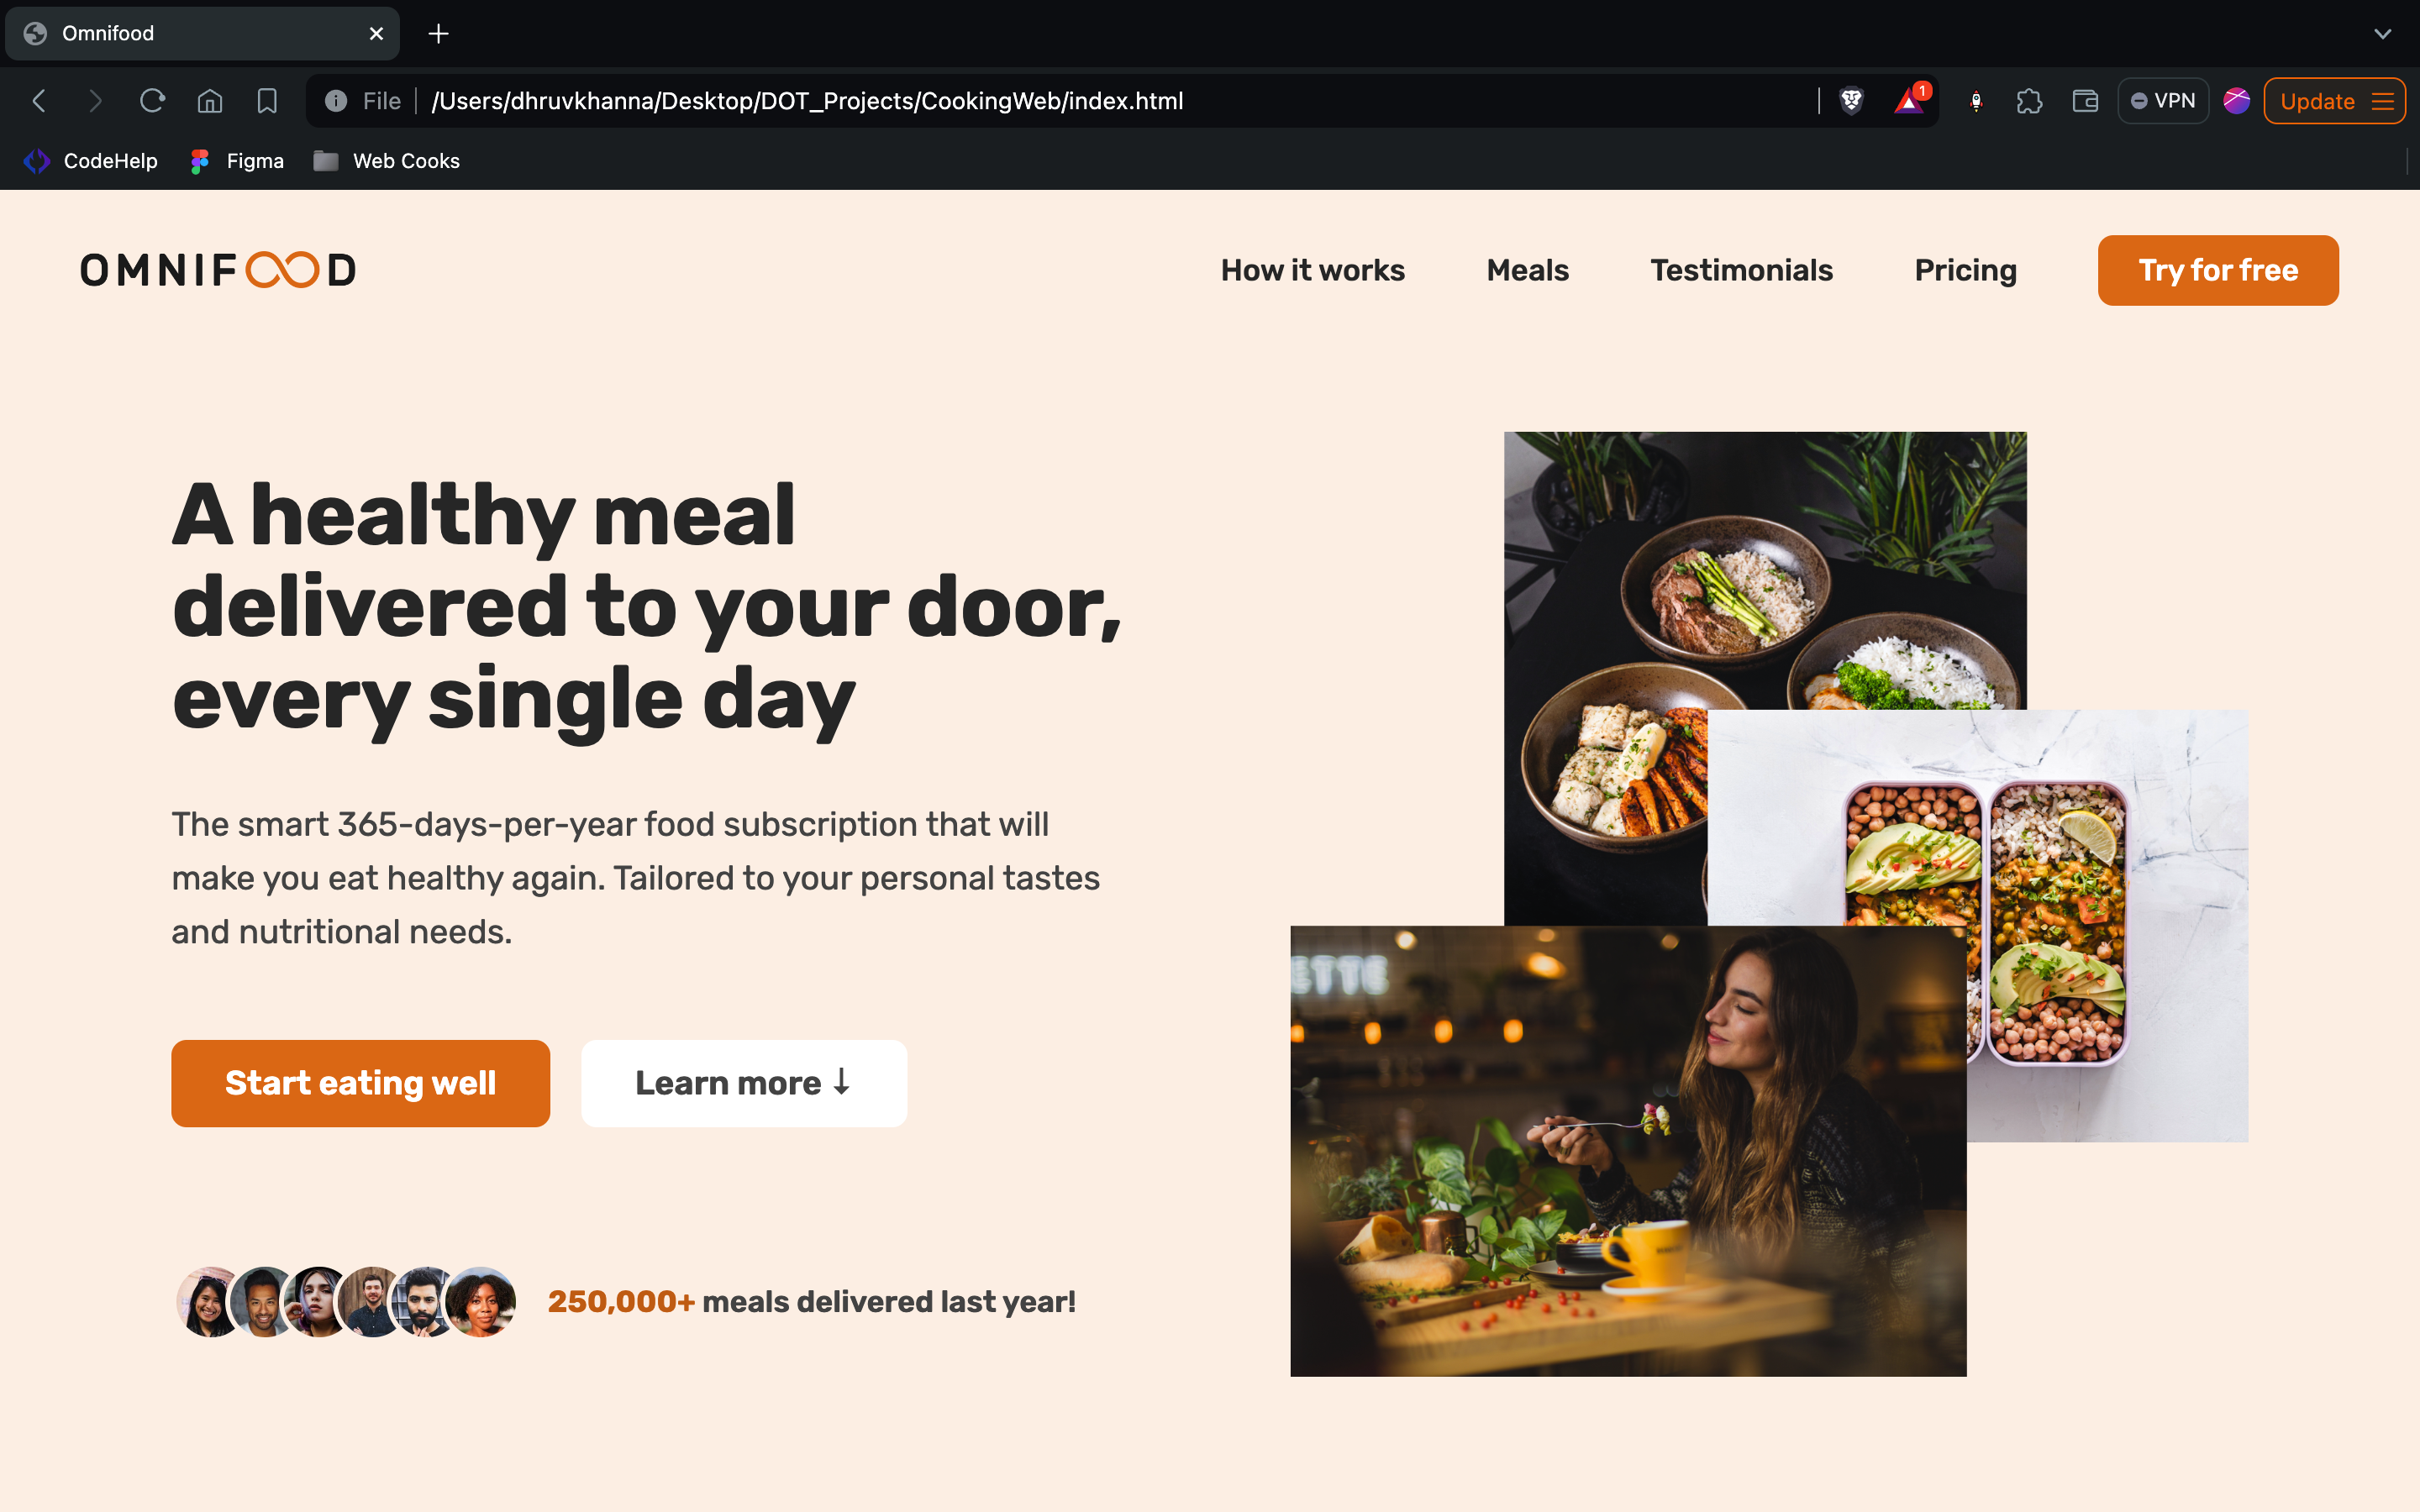 Omnifood
File
/Users/dhruvkhanna/Desktop/DOT_Projects/CookingWeb/index.html
1
VPN
Update
CodeHelp
Figma
Web Cooks
OMNIFOOD
How it works
Meals
Testimonials
Pricing
Try for free
A healthy meal
delivered to your door,
every single day
The smart 365-days-per-year food subscription that will
make you eat healthy again. Tailored to your personal tastes
and nutritional needs.
Start eating well
Learn more ↓
250,000+ meals delivered last year!
ETTE